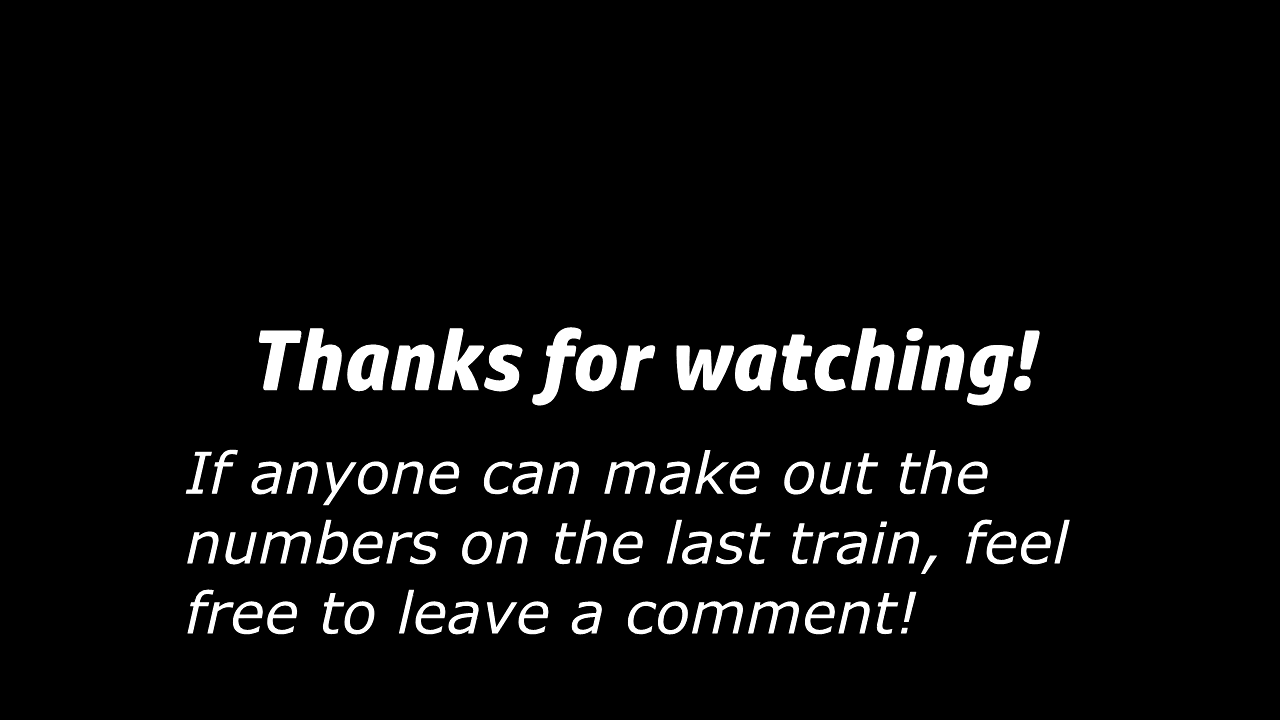 Thanks for watching!
If anyone can make out the
numbers on the last train, feel
free to leave a comment!